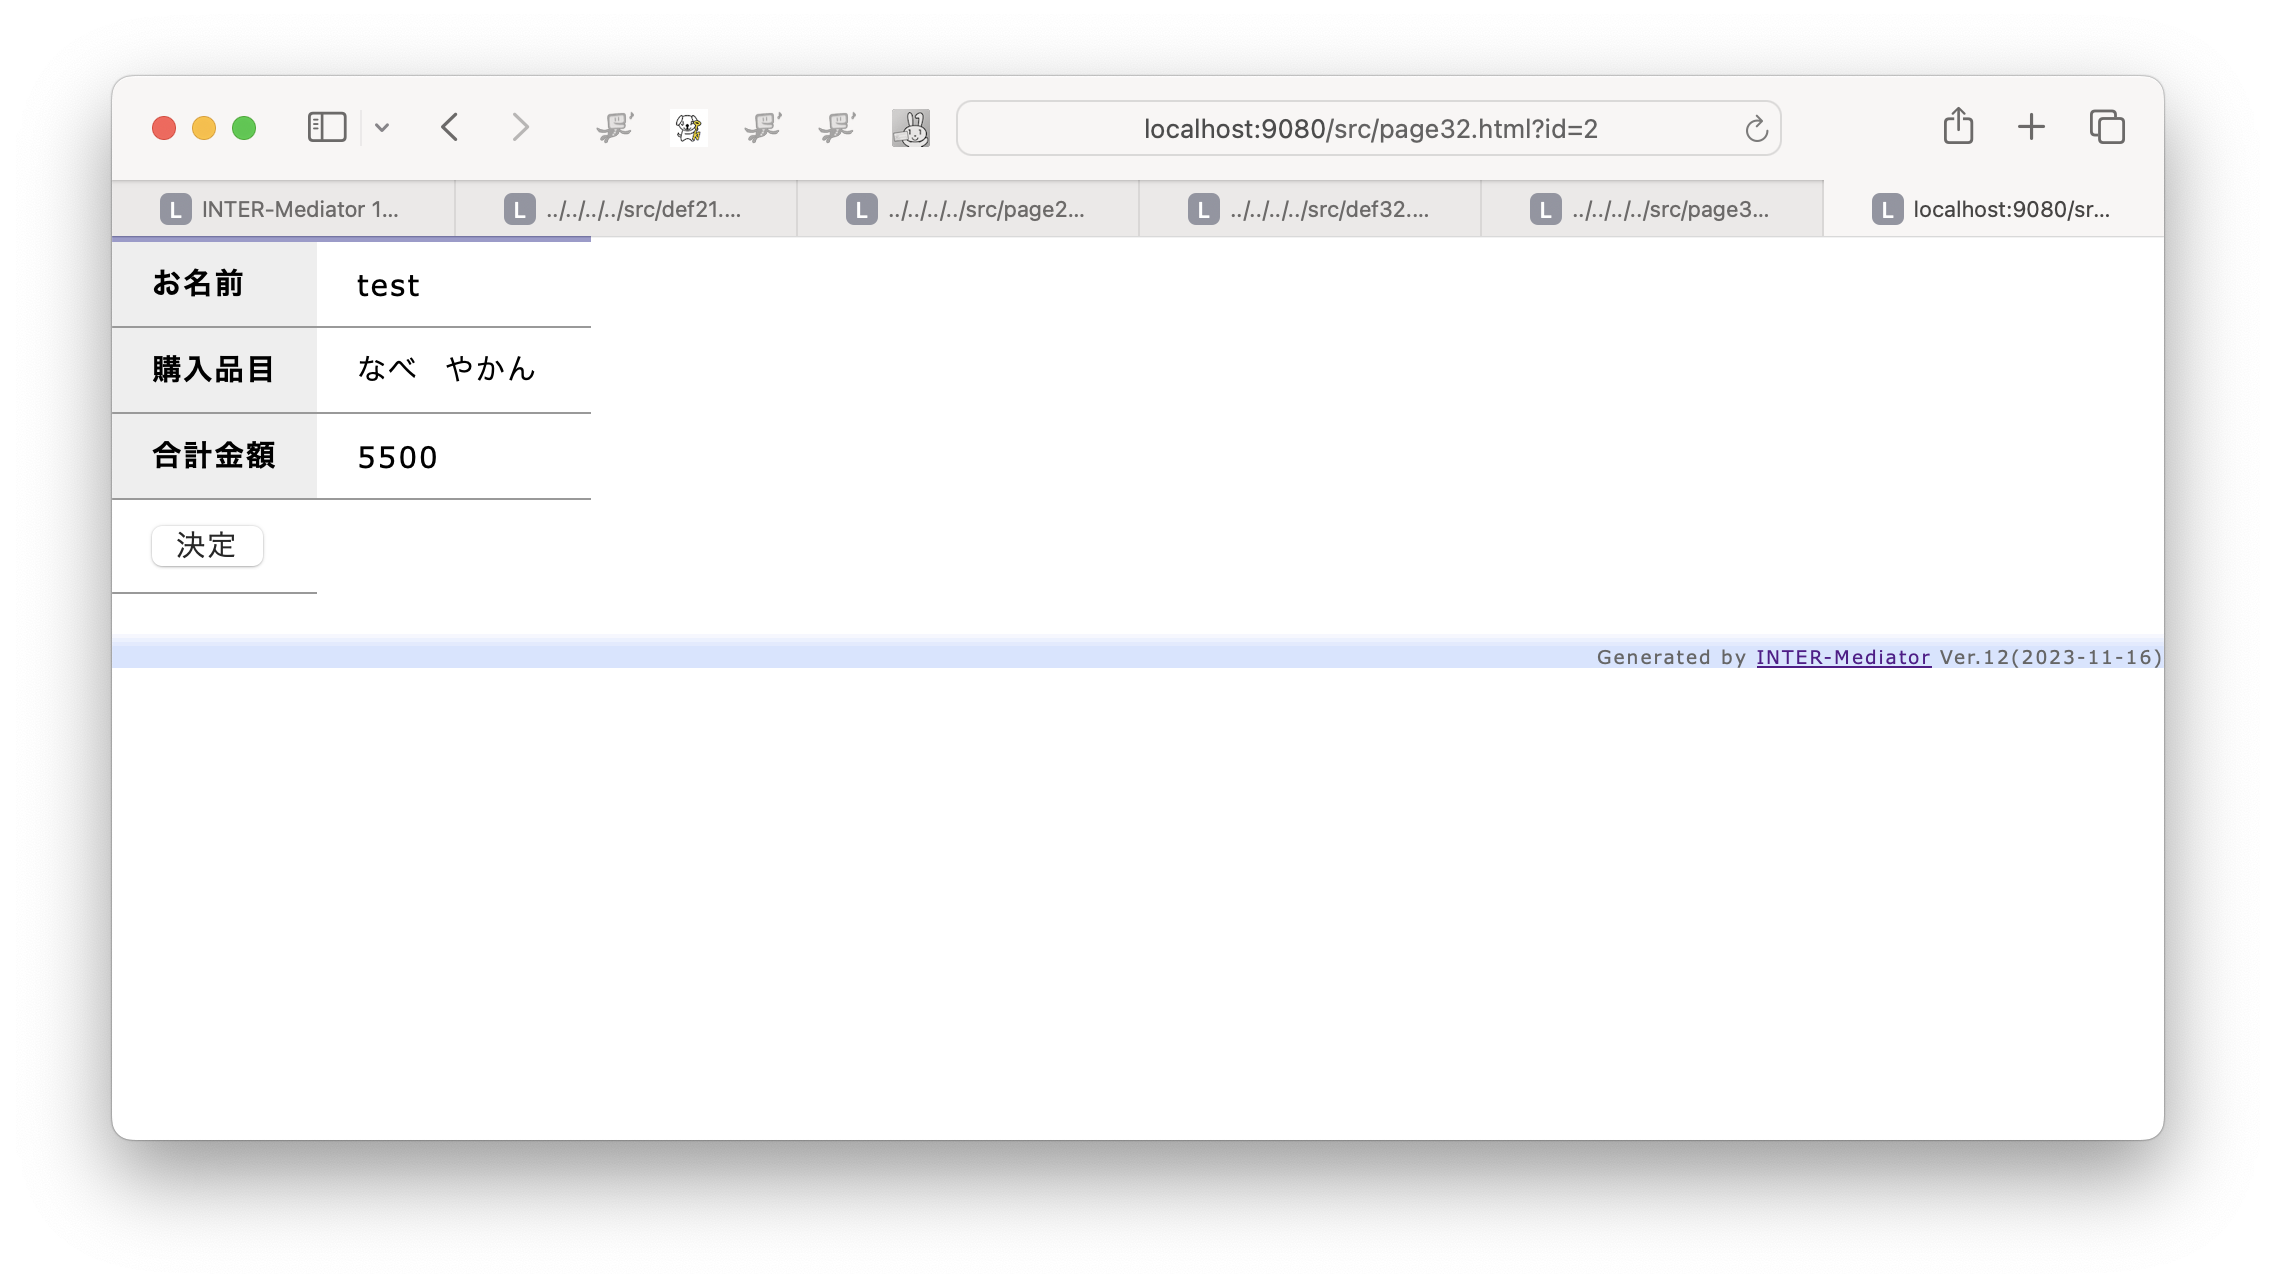 localhost:9080/src/page32.html?id=2
L INTER-Mediator 1... L ../../../../src/def21.... L ../../../../src/page2... L ../../../../src/def32.... L ../../../../src/page3... L localhost:9080/sr...
お名前 test
購入品目 なべ やかん
合計金額 5500
決定
Generated by INTER-Mediator Ver.12(2023-11-16)